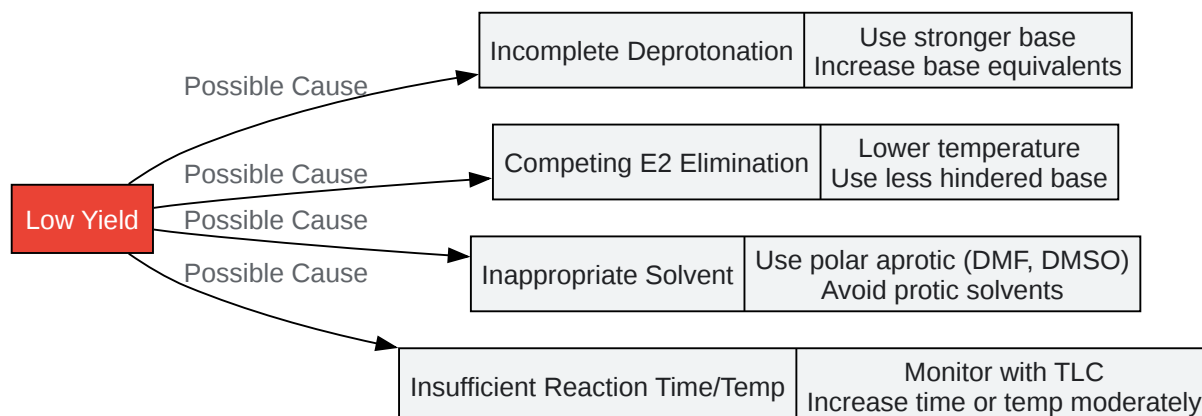 Low Yield
Possible Cause
Incomplete Deprotonation
Use stronger base
Increase base equivalents
Possible Cause
Competing E2 Elimination
Lower temperature
Use less hindered base
Possible Cause
Inappropriate Solvent
Use polar aprotic (DMF, DMSO)
Avoid protic solvents
Possible Cause
Insufficient Reaction Time/Temp
Monitor with TLC
Increase time or temp moderately